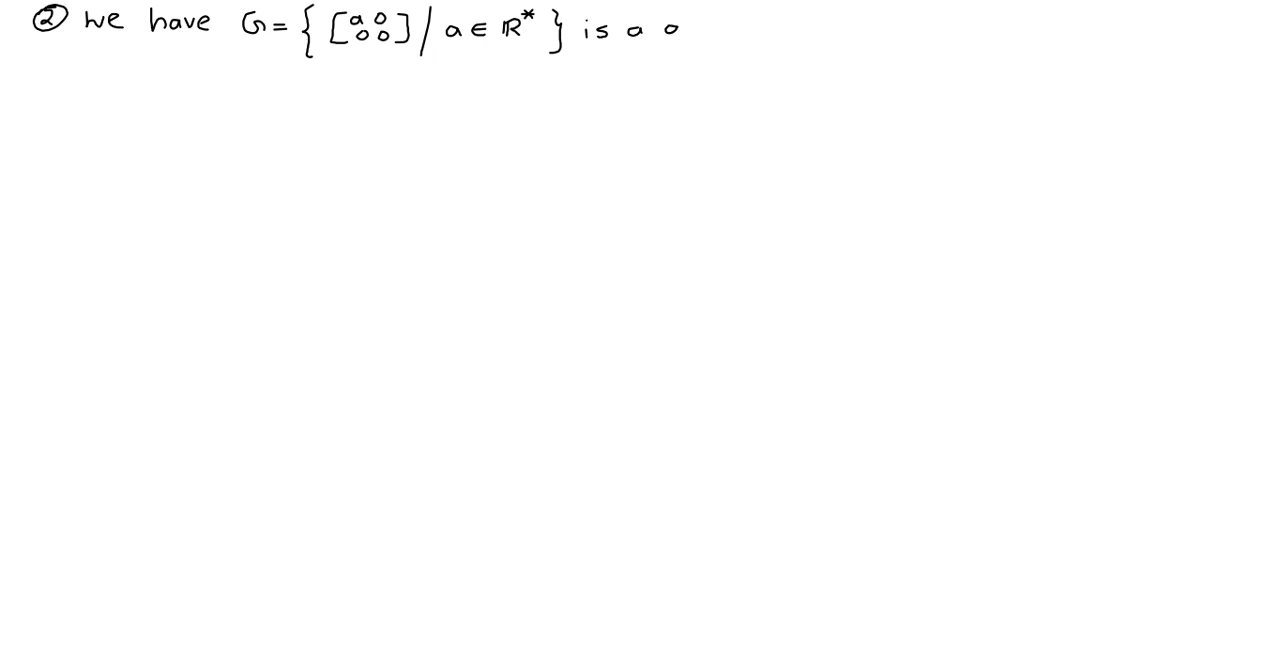 ② we have G = { [a 0 0 0] / a ∈ ℝ* } is a o